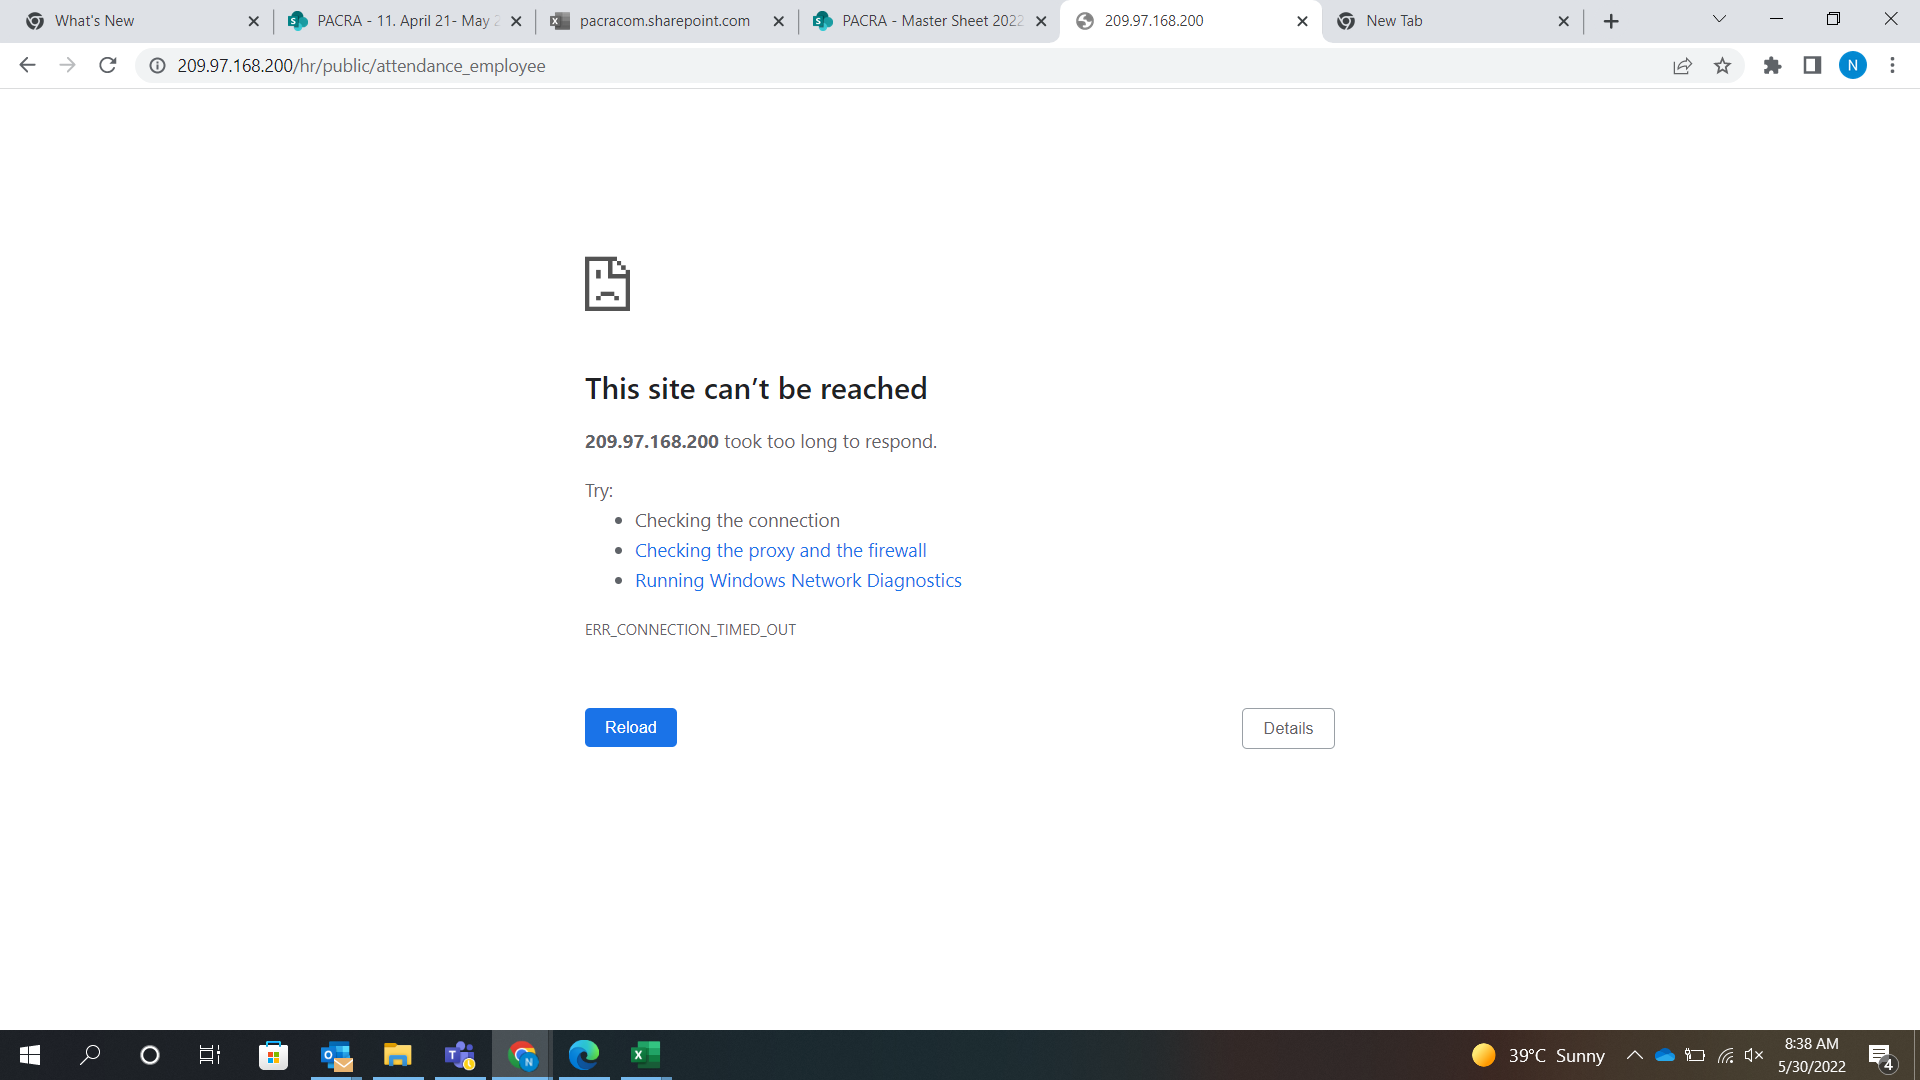 What's New
PACRA - 11. April 21- May 2
pacracom.sharepoint.com
PACRA - Master Sheet 2022
209.97.168.200
New Tab
209.97.168.200/hr/public/attendance_employee
N
This site can’t be reached
209.97.168.200 took too long to respond.
Try:
Checking the connection
Checking the proxy and the firewall
Running Windows Network Diagnostics
ERR_CONNECTION_TIMED_OUT
Reload
Details
39°C Sunny
8:38 AM
5/30/2022
4